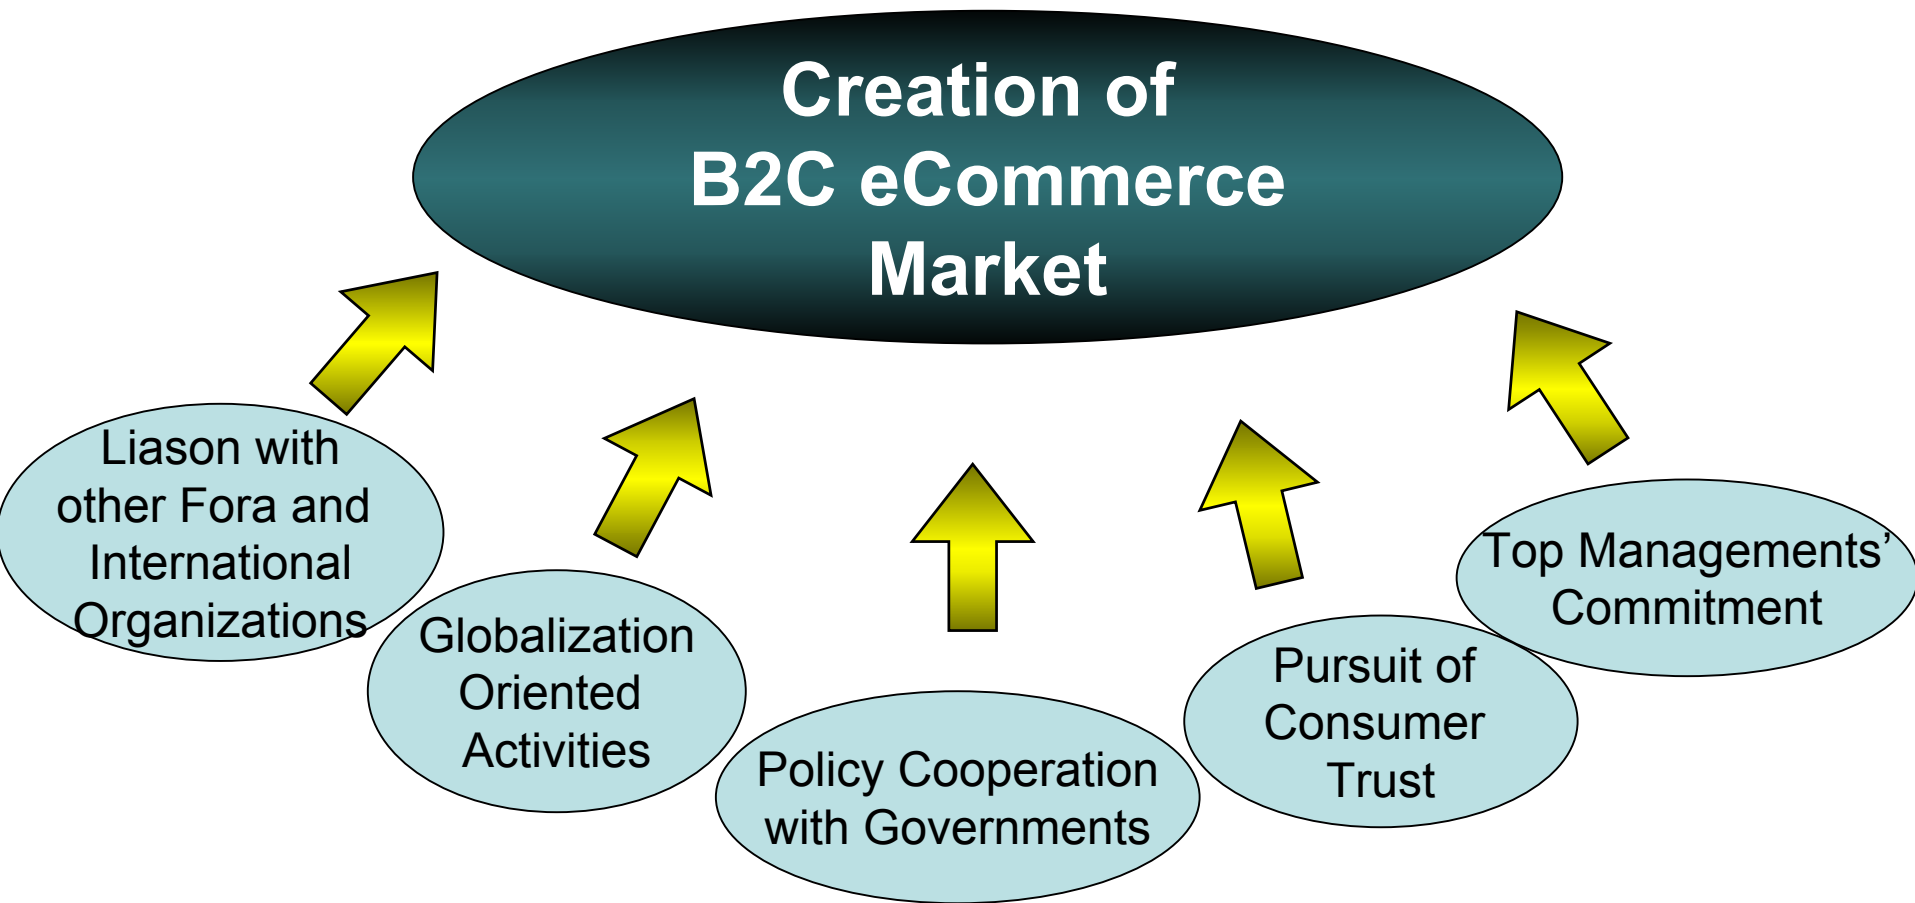 Creation of
B2C eCommerce
Market
Liason with
other Fora and
International
Organizations
Globalization
Oriented
Activities
Policy Cooperation
with Governments
Pursuit of
Consumer
Trust
Top Managements’
Commitment